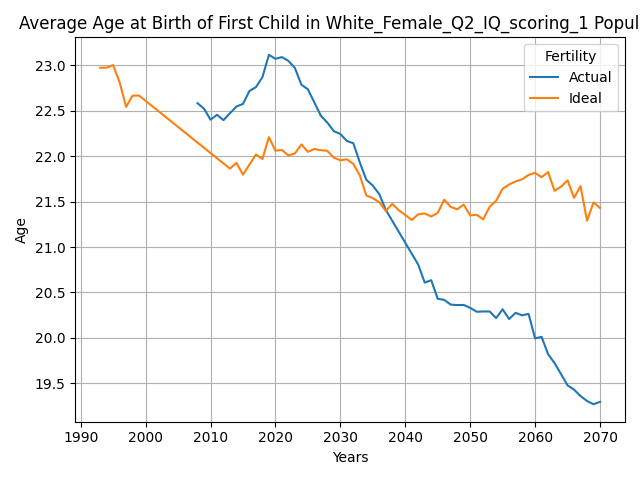 Average Age at Birth of First Child in White_Female_Q2_IQ_scoring_1 Popul
Fertility
Actual
Ideal
23.0
22.5
22.0
21.5
21.0
20.5
20.0
19.5
Age
1990 2000 2010 2020 2030 2040 2050 2060 2070
Years